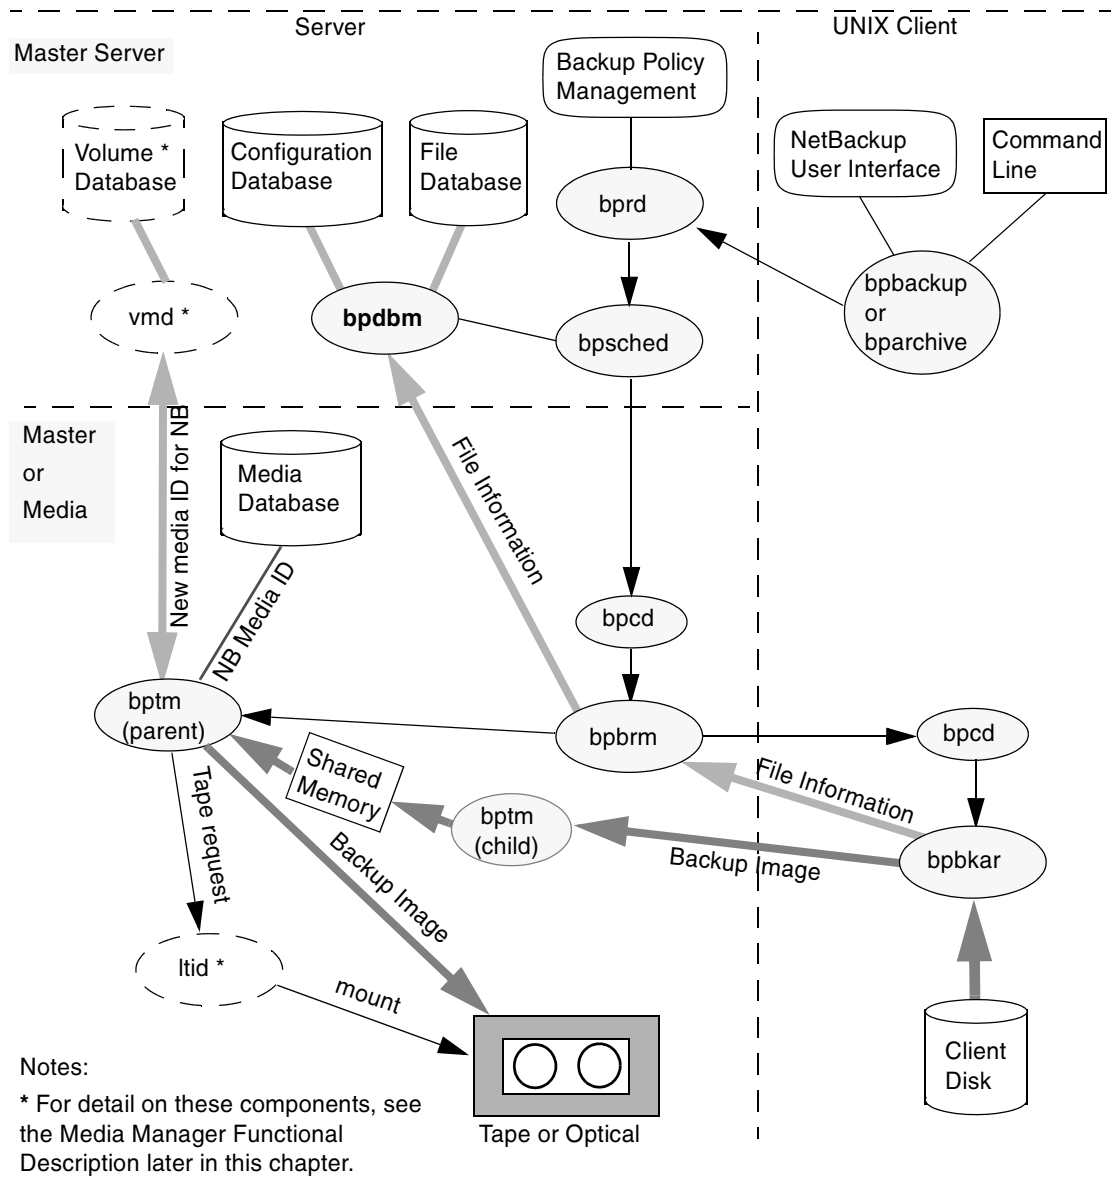 Server
UNIX Client
Master Server
Backup Policy
Management
Volume *
Database
Configuration
Database
File
Database
NetBackup
User Interface
Command
Line
bprd
vmd *
bpdbm
bpsched
bpbackup
or
bparchive
Master
or
Media
New media ID for NB
Media
Database
File Information
NB Media ID
bpcd
bptm
(parent)
bpbrm
bpcd
Shared
Memory
File Information
Tape request
bptm
(child)
Backup Image
Backup Image
bpbkar
ltid *
mount
Client
Disk
Tape or Optical
Notes:
* For detail on these components, see
the Media Manager Functional
Description later in this chapter.